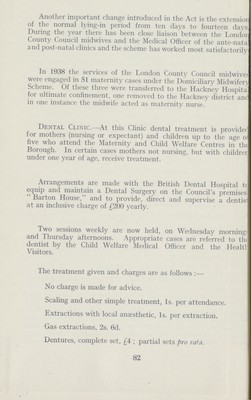 Another important change introduced in the Act is the extension
of the normal lying-in period from ten days to fourteen days.
During the year there has been close liaison between the London
County Council midwives and the Medical Officer of the ante-natal
and post-natal clinics and the scheme has worked most satisfactorily.
In 1938 the services of the London County Council midwives
were engaged in 81 maternity cases under the Domiciliary Midwifery
Scheme. Of these three were transferred to the Hackney Hospital
for ultimate confinement, one removed to the Hackney district and
in one instance the midwife acted as maternity nurse.
DENTAL CLINIC.—At this Clinic dental treatment is provided
for mothers (nursing or expectant) and children up to the age of
five who attend the Maternity and Child Welfare Centres in the
Borough. In certain cases mothers not nursing, but with children
under one year of age, receive treatment.
Arrangements are made with the British Dental Hospital to
equip and maintain a Dental Surgery on the Council's premises,
"Barton House," and to provide, direct and supervise a dentist
at an inclusive charge of £200 yearly.
Two sessions weekly are now held, on Wednesday mornings
and Thursday afternoons. Appropriate cases are referred to the
dentist by the Child Welfare Medical Officer and the Health
Visitors.
The treatment given and charges are as follows :—
No charge is made for advice.
Scaling and other simple treatment, 1s. per attendance.
Extractions with local anæsthetic, 1s. per extraction.
Gas extractions, 2s. 6d.
Dentures, complete set, £4 ; partial sets pro rata.
82